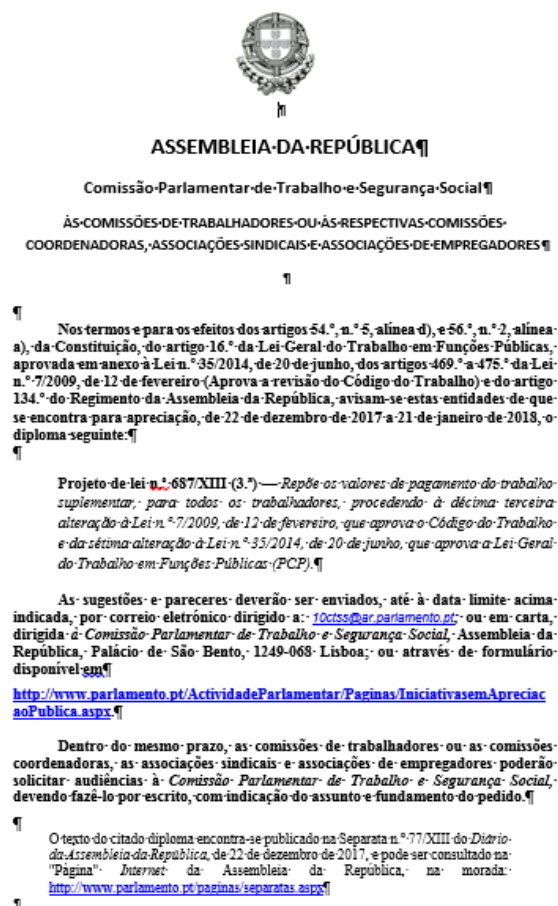 ASSEMBLEIA DA REPÚBLICA¶
Comissão Parlamentar de Trabalho e Segurança Social¶
ÀS COMISSÕES DE TRABALHADORES OU ÀS RESPECTIVAS COMISSÕES
COORDENADORAS, ASSOCIAÇÕES SINDICAIS E ASSOCIAÇÕES DE EMPREGADORES¶
¶
¶
Nos termos e para os efeitos dos artigos 54.º, n.º 5, alínea d), e 56.º, n.º 2, alínea
a), da Constituição, do artigo 16.º da Lei Geral do Trabalho em Funções Públicas,
aprovada em anexo à Lei n.º 35/2014, de 20 de junho, dos artigos 469.º a 475.º da Lei
n.º 7/2009, de 12 de fevereiro (Aprova a revisão do Código do Trabalho) e do artigo
134.º do Regimento da Assembleia da República, avisam-se estas entidades de que
se encontra para apreciação, de 22 de dezembro de 2017 a 21 de janeiro de 2018, o
diploma seguinte:¶
¶
Projeto de lei n.º 687/XIII (3.ª) — Repõe os valores de pagamento do trabalho
suplementar, para todos os trabalhadores, procedendo à décima terceira
alteração à Lei n.º 7/2009, de 12 de fevereiro, que aprova o Código do Trabalho
e da sétima alteração à Lei n.º 35/2014, de 20 de junho, que aprova a Lei Geral
do Trabalho em Funções Públicas (PCP).¶
As sugestões e pareceres deverão ser enviados, até à data limite acima
indicada, por correio eletrónico dirigido a: 10ctss@ar.parlamento.pt; ou em carta,
dirigida à Comissão Parlamentar de Trabalho e Segurança Social, Assembleia da
República, Palácio de São Bento, 1249-068 Lisboa; ou através de formulário
disponível em¶
http://www.parlamento.pt/ActividadeParlamentar/Paginas/IniciativasemApreciac
aoPublica.aspx.¶
Dentro do mesmo prazo, as comissões de trabalhadores ou as comissões
coordenadoras, as associações sindicais e associações de empregadores poderão
solicitar audiências à Comissão Parlamentar de Trabalho e Segurança Social,
devendo fazê-lo por escrito, com indicação do assunto e fundamento do pedido.¶
¶
O texto do citado diploma encontra-se publicado na Separata n.º 77/XIII do Diário
da Assembleia da República, de 22 de dezembro de 2017, e pode ser consultado na
"Página" Internet da Assembleia da República, na morada:
http://www.parlamento.pt/paginas/separatas.aspx¶
¶